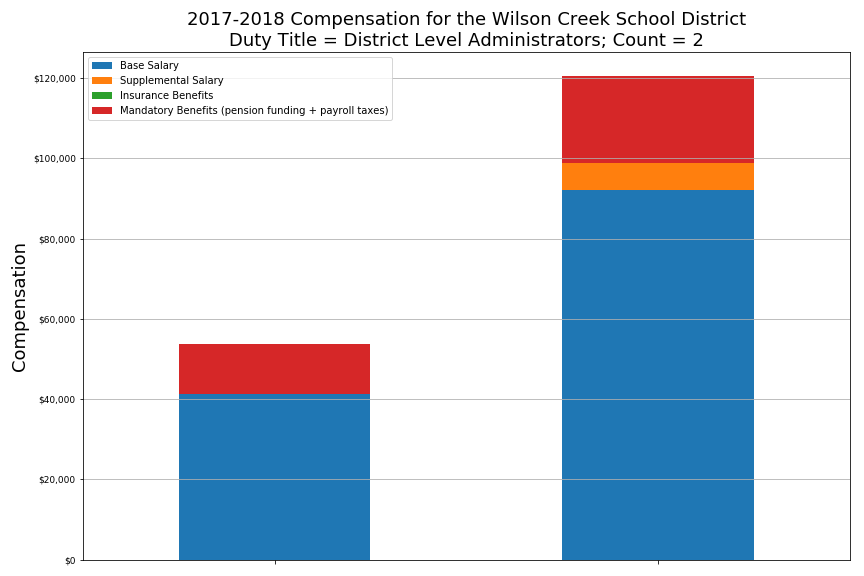 2017-2018 Compensation for the Wilson Creek School District
Duty Title = District Level Administrators; Count = 2
Base Salary
Supplemental Salary
Insurance Benefits
Mandatory Benefits (pension funding + payroll taxes)
Compensation
$120,000
$100,000
$80,000
$60,000
$40,000
$20,000
$0